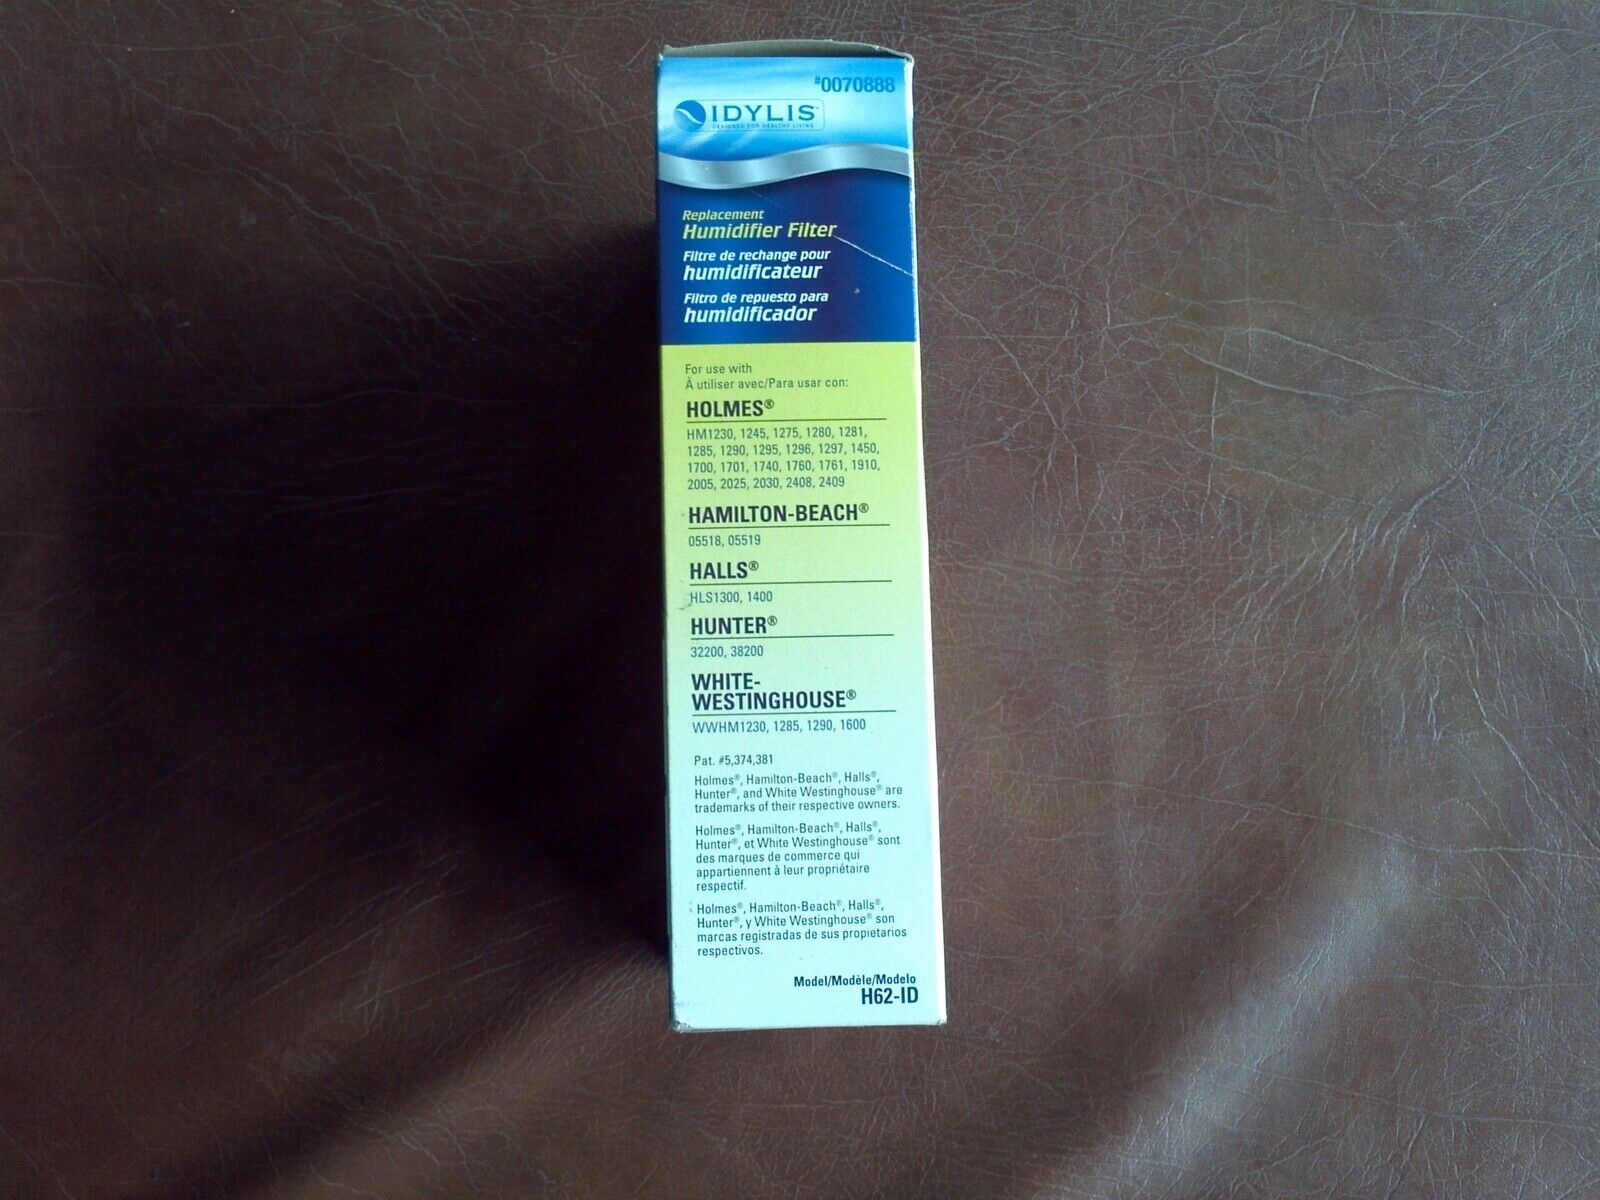 #0070888
IDYLIS™
DESIGNED FOR HEALTHY LIVING
Replacement
Humidifier Filter
Filtre de rechange pour
humidificateur
Filtro de repuesto para
humidificador
For use with
À utiliser avec/Para usar con:
HOLMES®
HM1230, 1245, 1275, 1280, 1281,
1285, 1290, 1295, 1296, 1297, 1450,
1700, 1701, 1740, 1760, 1761, 1910,
2005, 2025, 2030, 2408, 2409
HAMILTON-BEACH®
05518, 05519
HALLS®
HLS1300, 1400
HUNTER®
32200, 38200
WHITE-
WESTINGHOUSE®
WWHM1230, 1285, 1290, 1600
Pat. #5,374,381
Holmes®, Hamilton-Beach®, Halls®,
Hunter®, and White Westinghouse® are
trademarks of their respective owners.
Holmes®, Hamilton-Beach®, Halls®,
Hunter®, et White Westinghouse® sont
des marques de commerce qui
appartiennent à leur propriétaire
respectif.
Holmes®, Hamilton-Beach®, Halls®,
Hunter®, y White Westinghouse® son
marcas registradas de sus propietarios
respectivos.
Model/Modèle/Modelo
H62-ID